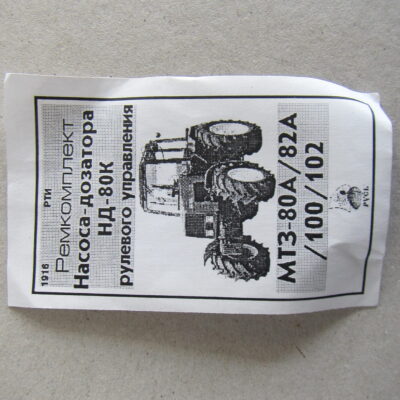 1916 РТИ
Ремкомплект
Насоса-дозатора
НД-80К
рулевого управления
МТЗ-80А/82А
/100/102
РУСЬ